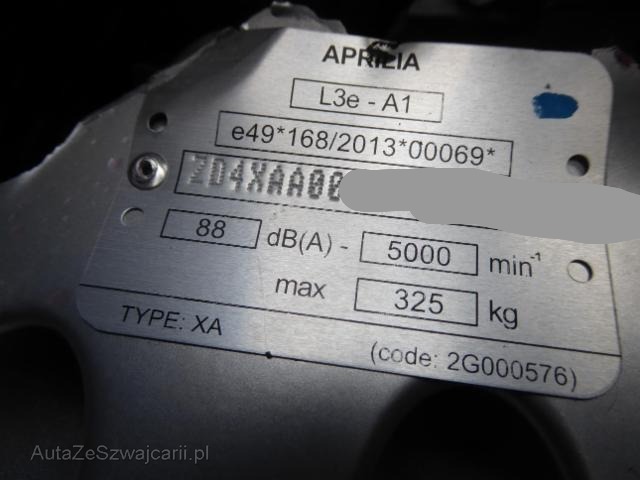 APRILIA
L3e - A1
e49*168/2013*00069*
ZD4XAA00
88 dB(A) - 5000 min⁻¹
max 325 kg
TYPE: XA
(code: 2G000576)
AutaZeSzwajcarii.pl